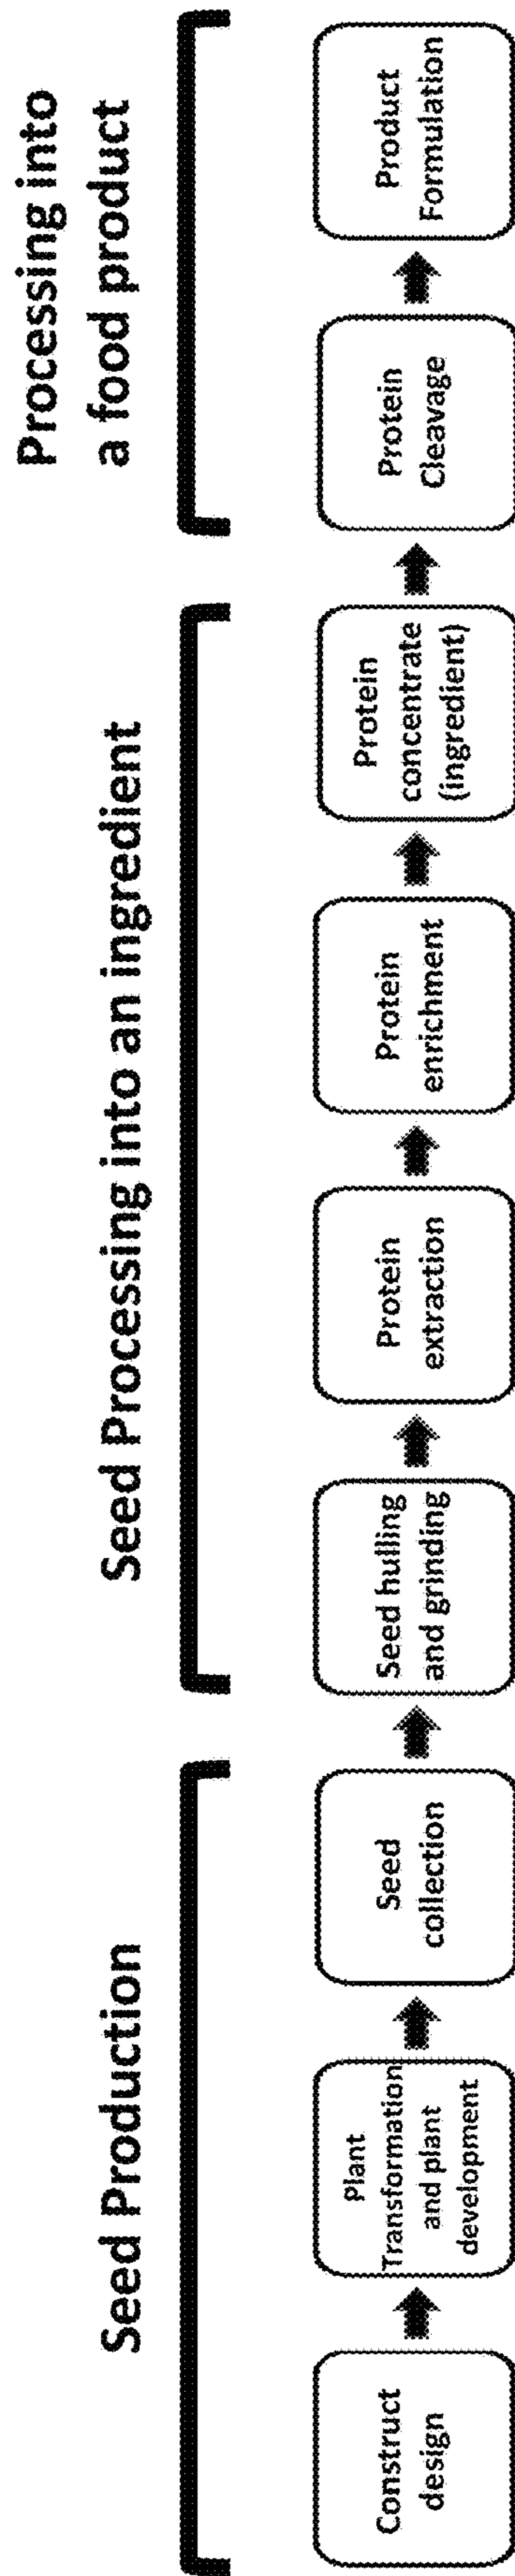 Seed Production
Seed Processing into an ingredient
Processing into
a food product
Construct
design
Plant
Transformation
and plant
development
Seed
collection
Seed hulling
and grinding
Protein
extraction
Protein
enrichment
Protein
concentrate
(ingredient)
Protein
Cleavage
Product
Formulation